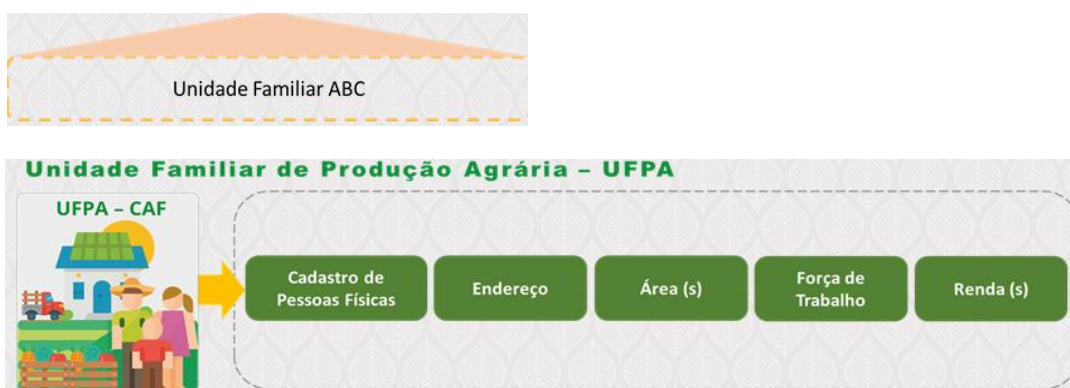 Unidade Familiar ABC
Unidade Familiar de Produção Agrária – UFPA
UFPA – CAF
Cadastro de
Pessoas Físicas
Endereço
Área (s)
Força de
Trabalho
Renda (s)